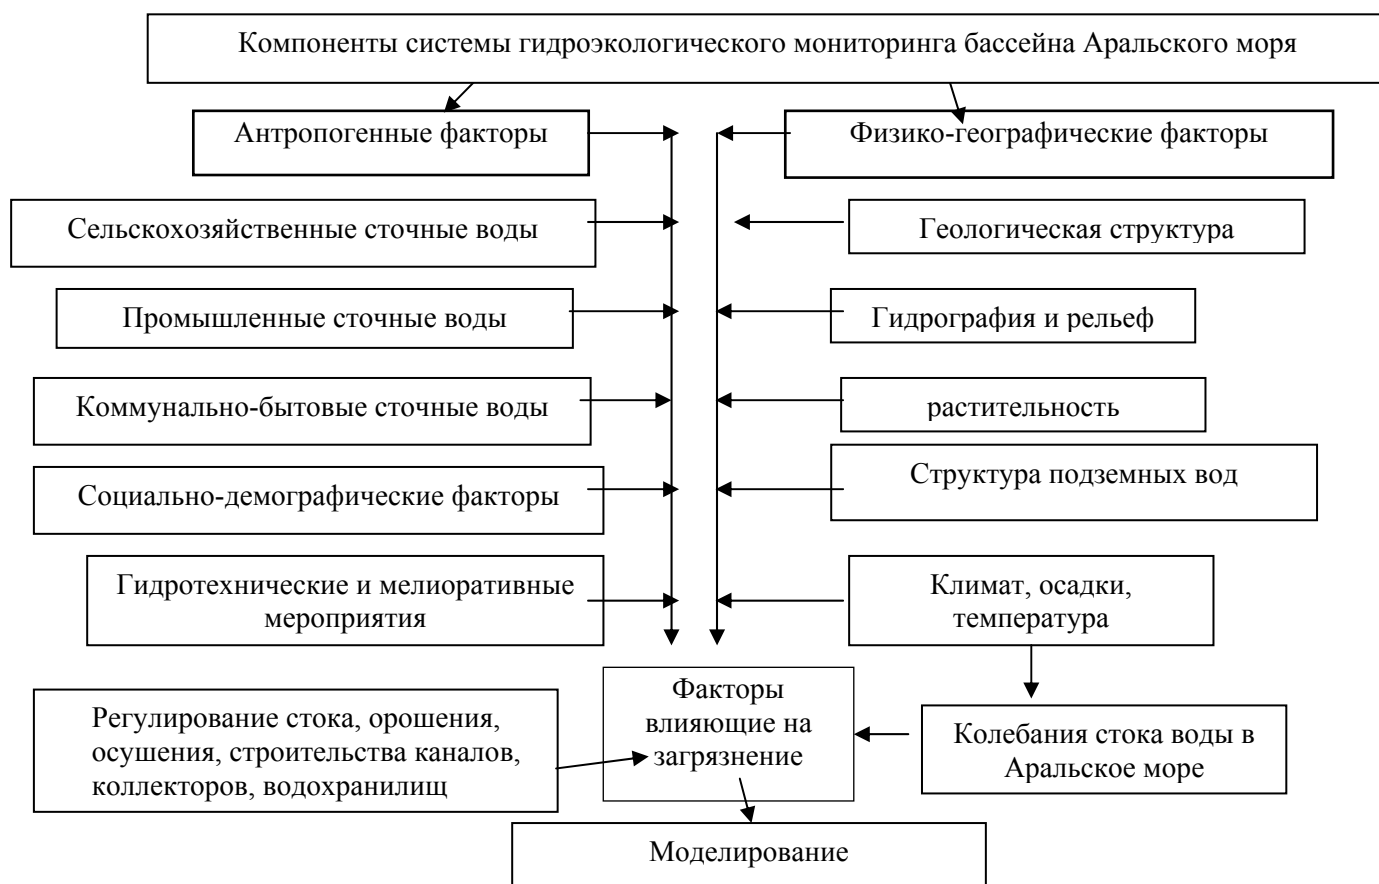 Компоненты системы гидроэкологического мониторинга бассейна Аральского моря
Антропогенные факторы
Физико-географические факторы
Сельскохозяйственные сточные воды
Геологическая структура
Промышленные сточные воды
Гидрография и рельеф
Коммунально-бытовые сточные воды
растительность
Социально-демографические факторы
Структура подземных вод
Гидротехнические и мелиоративные
мероприятия
Климат, осадки,
температура
Регулирование стока, орошения,
осушения, строительства каналов,
коллекторов, водохранилищ
Факторы
влияющие на
загрязнение
Колебания стока воды в
Аральское море
Моделирование